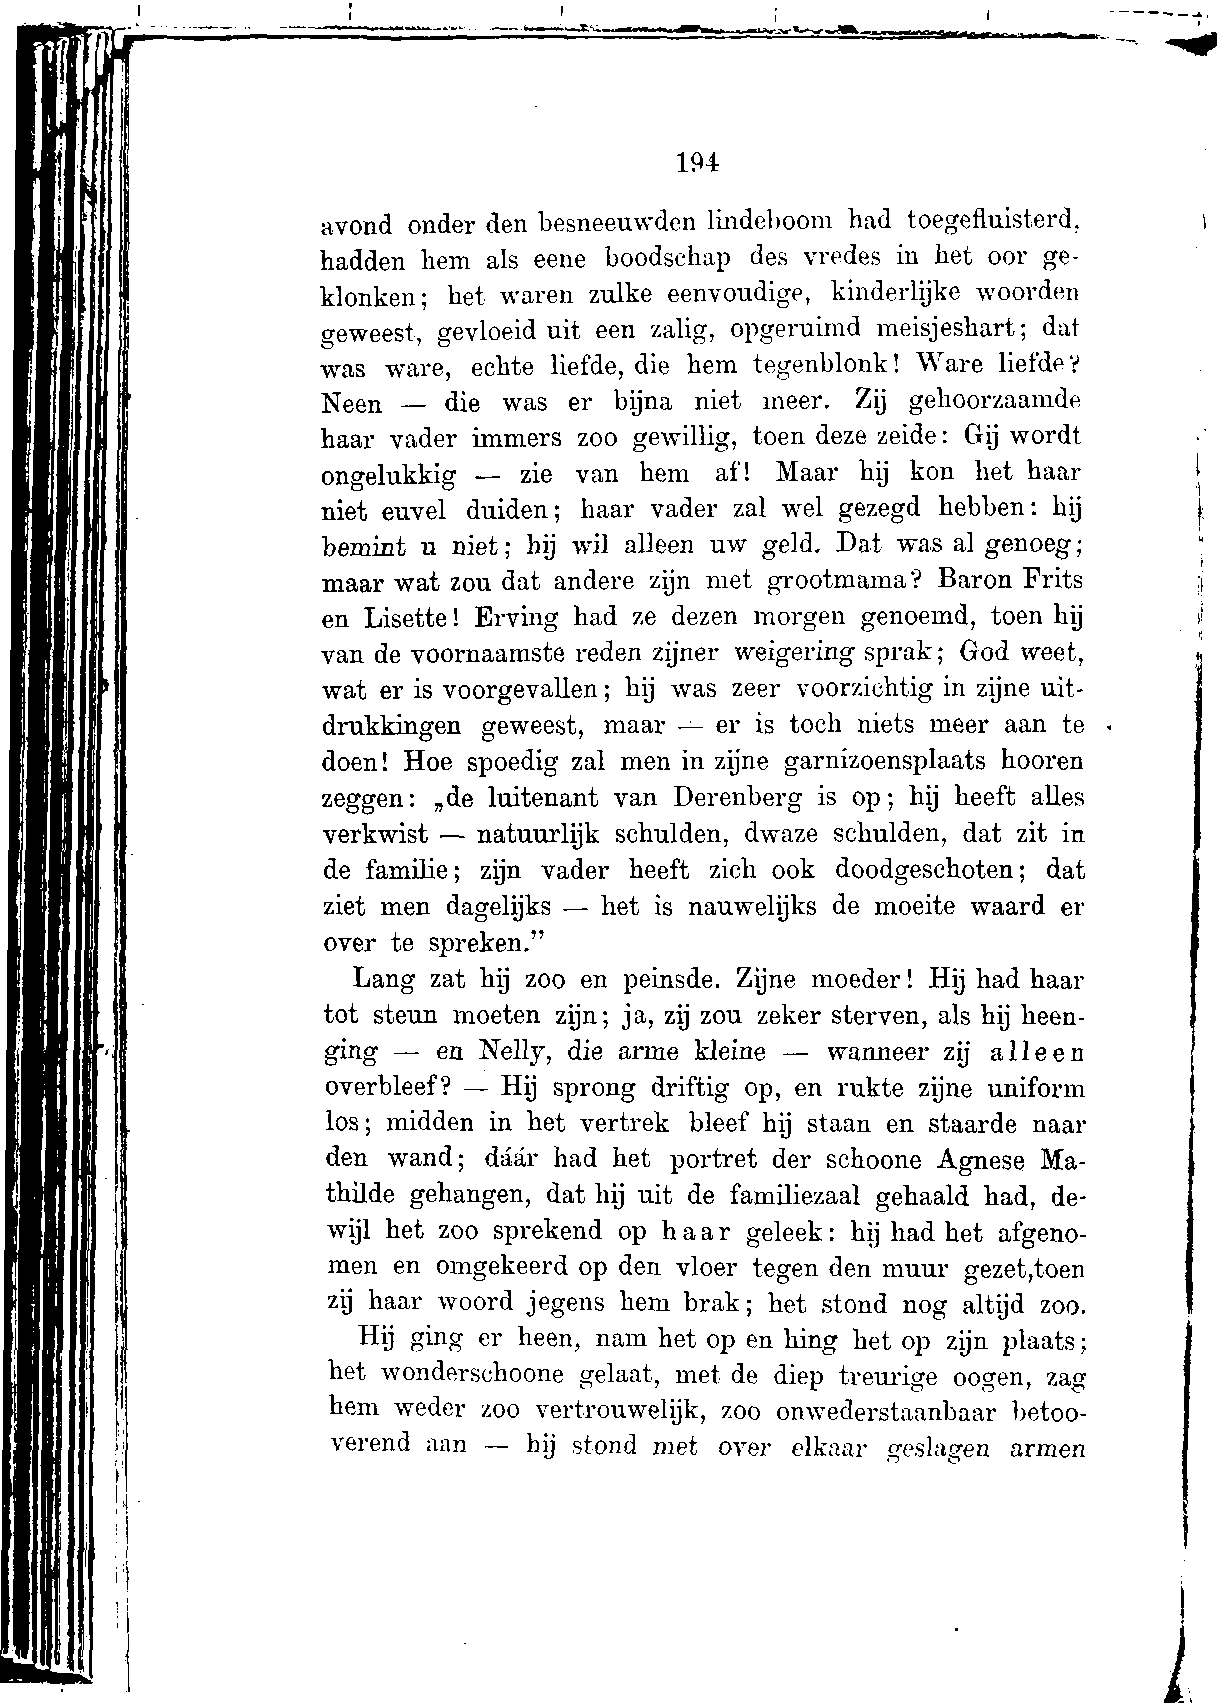 194
avond onder den besneeuwden lindeboom had toegefluisterd,
hadden hem als eene boodschap des vredes in het oor ge-
klonken; het waren zulke eenvoudige, kinderlijke woorden
geweest, gevloeid uit een zalig, opgeruimd meisjeshart; dat
was ware, echte liefde, die hem tegenblonk! Ware liefde?
Neen — die was er bijna niet meer. Zij gehoorzaamde
haar vader immers zoo gewillig, toen deze zeide: Gij wordt
ongelukkig — zie van hem af! Maar hij kon het haar
niet euvel duiden; haar vader zal wel gezegd hebben: hij
bemint u niet; hij wil alleen uw geld. Dat was al genoeg;
maar wat zou dat andere zijn met grootmama? Baron Frits
en Lisette! Erving had ze dezen morgen genoemd, toen hij
van de voornaamste reden zijner weigering sprak; God weet,
wat er is voorgevallen; hij was zeer voorzichtig in zijne uit-
drukkingen geweest, maar — er is toch niets meer aan te
doen! Hoe spoedig zal men in zijne garnizoensplaats hooren
zeggen: „de luitenant van Derenberg is op; hij heeft alles
verkwist — natuurlijk schulden, dwaze schulden, dat zit in
de familie; zijn vader heeft zich ook doodgeschoten; dat
ziet men dagelijks — het is nauwelijks de moeite waard er
over te spreken.”
Lang zat hij zoo en peinsde. Zijne moeder! Hij had haar
tot steun moeten zijn; ja, zij zou zeker sterven, als hij heen-
ging — en Nelly, die arme kleine — wanneer zij alleen
overbleef? — Hij sprong driftig op, en rukte zijne uniform
los; midden in het vertrek bleef hij staan en staarde naar
den wand; dáár had het portret der schoone Agnese Ma-
thilde gehangen, dat hij uit de familiezaal gehaald had, de-
wijl het zoo sprekend op haar geleek: hij had het afgeno-
men en omgekeerd op den vloer tegen den muur gezet,toen
zij haar woord jegens hem brak; het stond nog altijd zoo.
Hij ging er heen, nam het op en hing het op zijn plaats;
het wonderschoone gelaat, met de diep treurige oogen, zag
hem weder zoo vertrouwelijk, zoo onwederstaanbaar betoo-
verend aan — hij stond met over elkaar geslagen armen